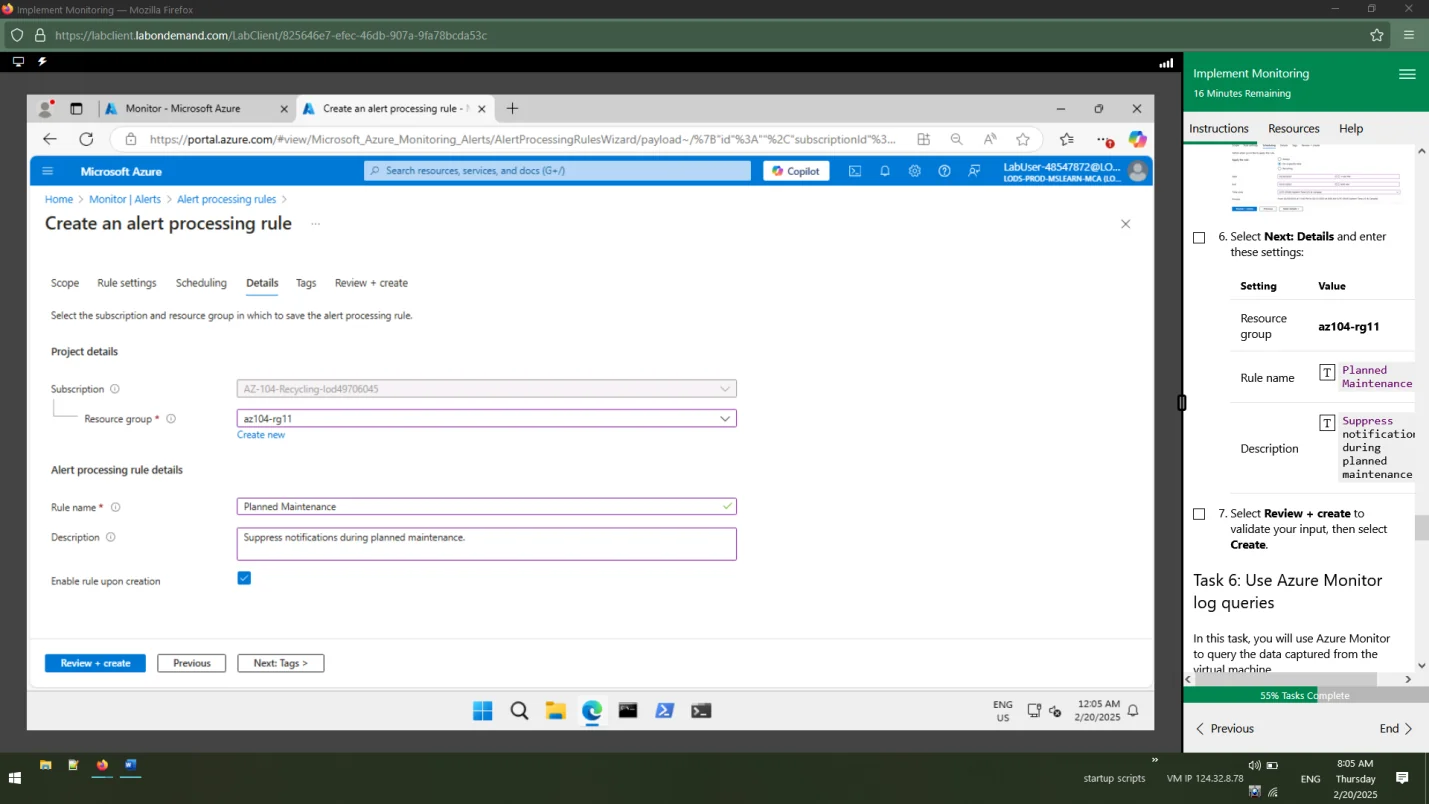 Implement Monitoring — Mozilla Firefox
https://labclient.labondemand.com/LabClient/825646e7-efec-46db-907a-9fa78bcda53c
Monitor - Microsoft Azure
Create an alert processing rule -
https://portal.azure.com/#view/Microsoft_Azure_Monitoring_Alerts/AlertProcessingRulesWizard/payload~/%7B"id"%3A""%2C"subscriptionId"%3...
Microsoft Azure
Search resources, services, and docs (G+/)
Copilot
LabUser-48547872@LO...
LODS-PROD-MSLEARN-MCA (LO...
Home > Monitor | Alerts > Alert processing rules >
Create an alert processing rule ...
Scope Rule settings Scheduling Details Tags Review + create
Select the subscription and resource group in which to save the alert processing rule.
Project details
Subscription
AZ-104-Recycling-lod49706045
Resource group *
az104-rg11
Create new
Alert processing rule details
Rule name *
Planned Maintenance
Description
Suppress notifications during planned maintenance.
Enable rule upon creation
Review + create
Previous
Next: Tags >
ENG
US
12:05 AM
2/20/2025
Implement Monitoring
16 Minutes Remaining
Instructions Resources Help
6. Select Next: Details and enter
these settings:
Setting Value
Resource
group
az104-rg11
Rule name
T
Planned
Maintenance
Description
T
Suppress
notification
during
planned
maintenance
7. Select Review + create to
validate your input, then select
Create.
Task 6: Use Azure Monitor
log queries
In this task, you will use Azure Monitor
to query the data captured from the
virtual machine
55% Tasks Complete
< Previous
End >
startup scripts
VM IP 124.32.8.78
ENG
8:05 AM
Thursday
2/20/2025